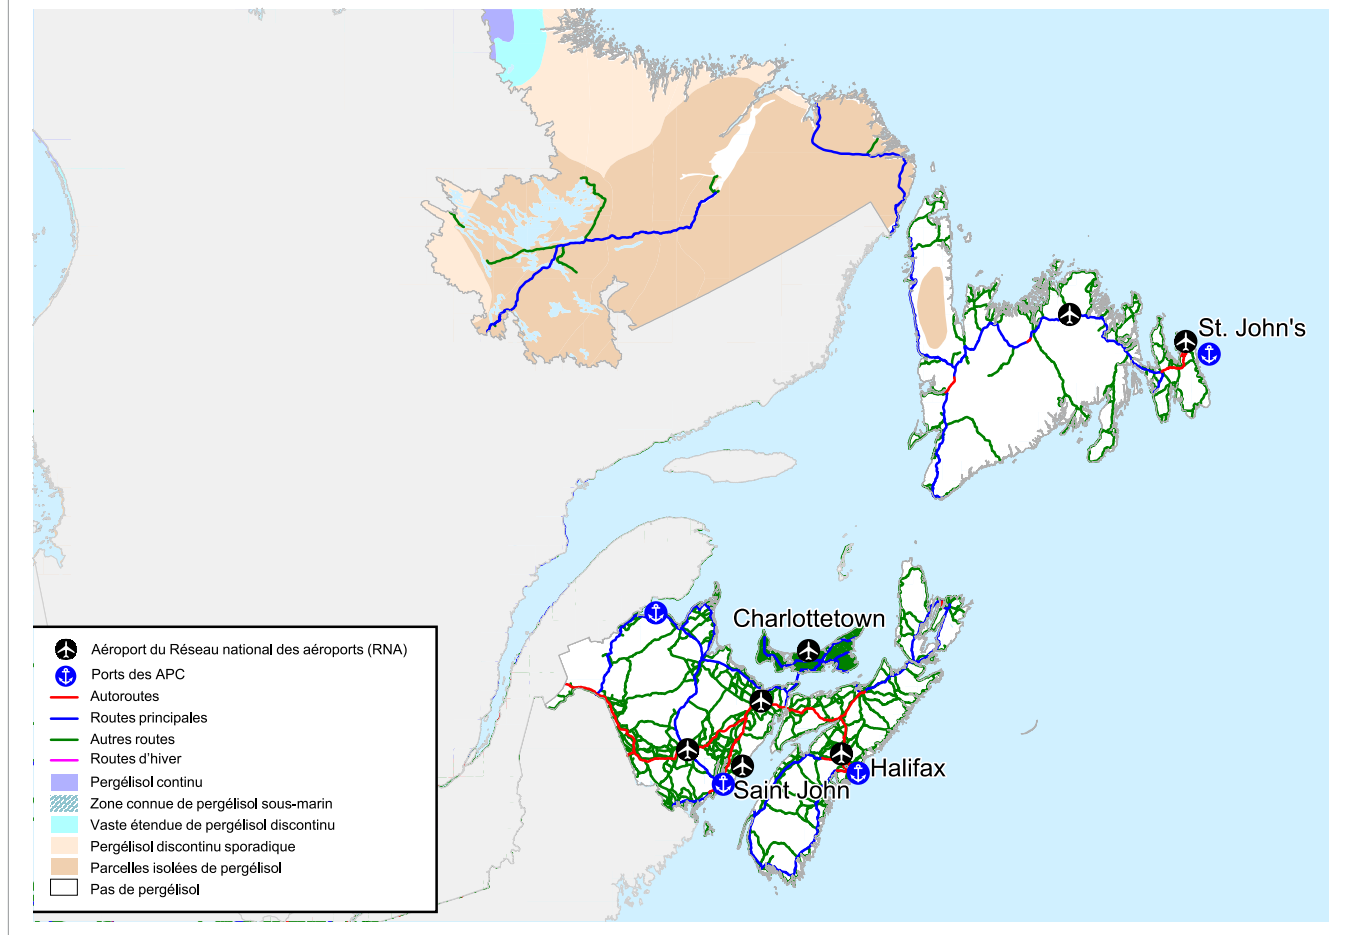 St. John's
Charlottetown
Halifax
Saint John
Aéroport du Réseau national des aéroports (RNA)
Ports des APC
Autoroutes
Routes principales
Autres routes
Routes d'hiver
Pergélisol continu
Zone connue de pergélisol sous-marin
Vaste étendue de pergélisol discontinu
Pergélisol discontinu sporadique
Parcelles isolées de pergélisol
Pas de pergélisol